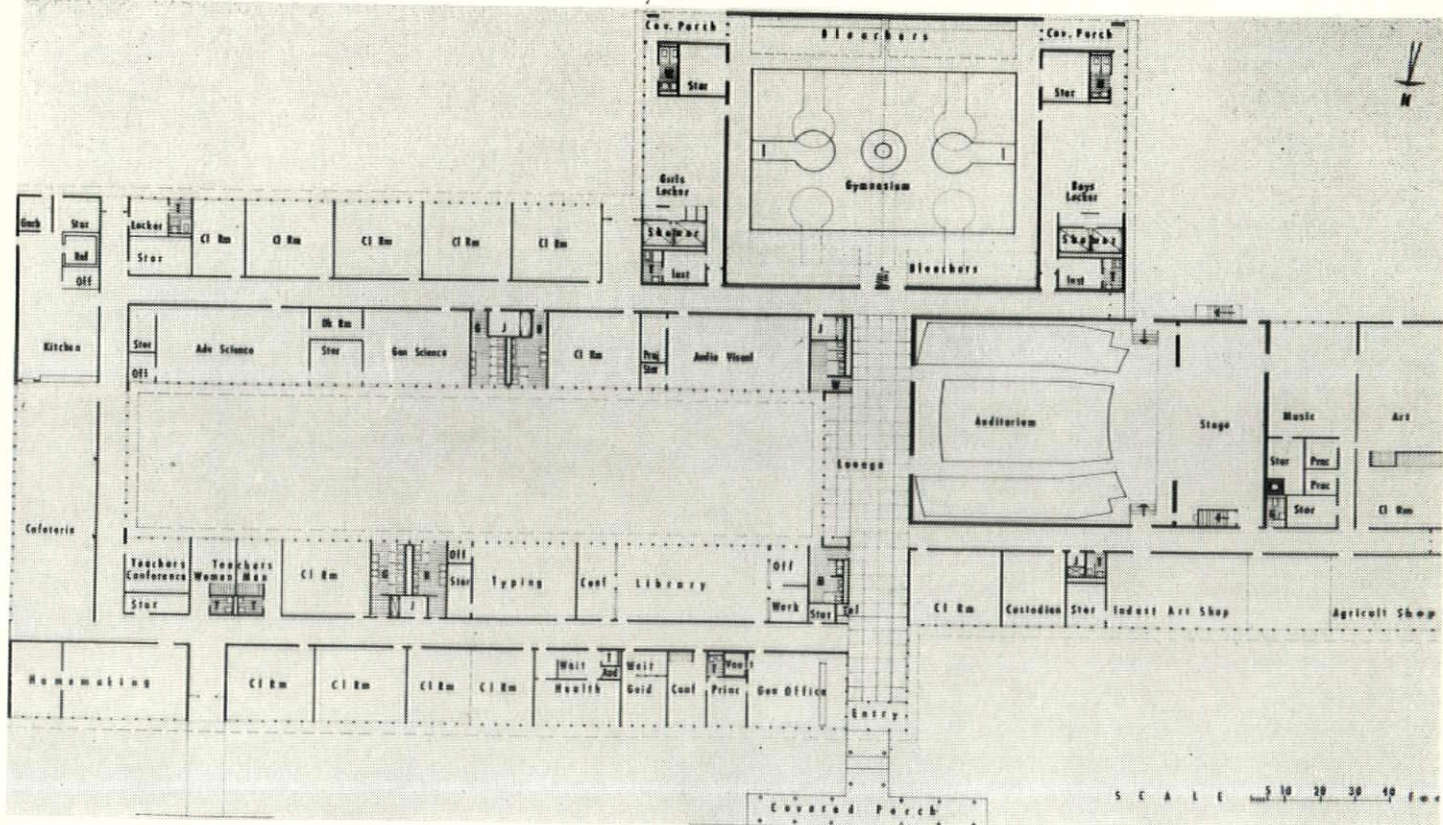 Cov. Porch
Bleachers
Cov. Porch
Stor
Stor
N
Gymnasium
Girls
Locker
Boys
Locker
Shower
Shower
T
Inst
Bleachers
Inst
T
Garb
Stor
Ref
Off
Locker
T
Stor
Cl Rm
Cl Rm
Cl Rm
Cl Rm
Cl Rm
Kitchen
Stor
Off
Adv Science
Dk Rm
Stor
Gen Science
G
J
B
Cl Rm
Proj
Stor
Audio Visual
J
W
Auditorium
Stage
Music
Art
Stor
Prac
Prac
Stor
Cl Rm
Lounge
Cafeteria
Teachers
Conference
Stor
Teachers
Women
Men
T
T
Cl Rm
G
B
J
Off
Stor
Typing
Conf
Library
Off
Work
M
Stor
Tel
Cl Rm
Custodian
J
T
Stor
Indust Art Shop
Agricult Shop
Homemaking
Cl Rm
Cl Rm
Cl Rm
Cl Rm
Wait
T
Health
Wait
Guid
Conf
T
Vault
Princ
Gen Office
Entry
Covered Porch
SCALE 5 10 20 30 40